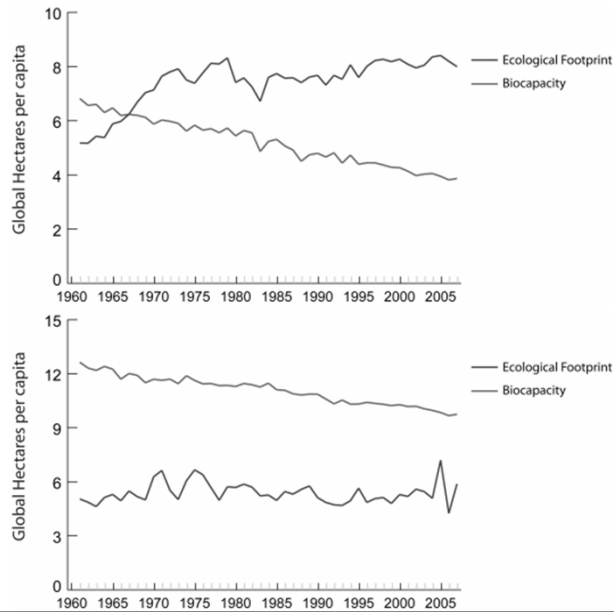 10
8
6
4
2
0
Global Hectares per capita
Ecological Footprint
Biocapacity
1960 1965 1970 1975 1980 1985 1990 1995 2000 2005
15
12
9
6
3
0
Global Hectares per capita
Ecological Footprint
Biocapacity
1960 1965 1970 1975 1980 1985 1990 1995 2000 2005